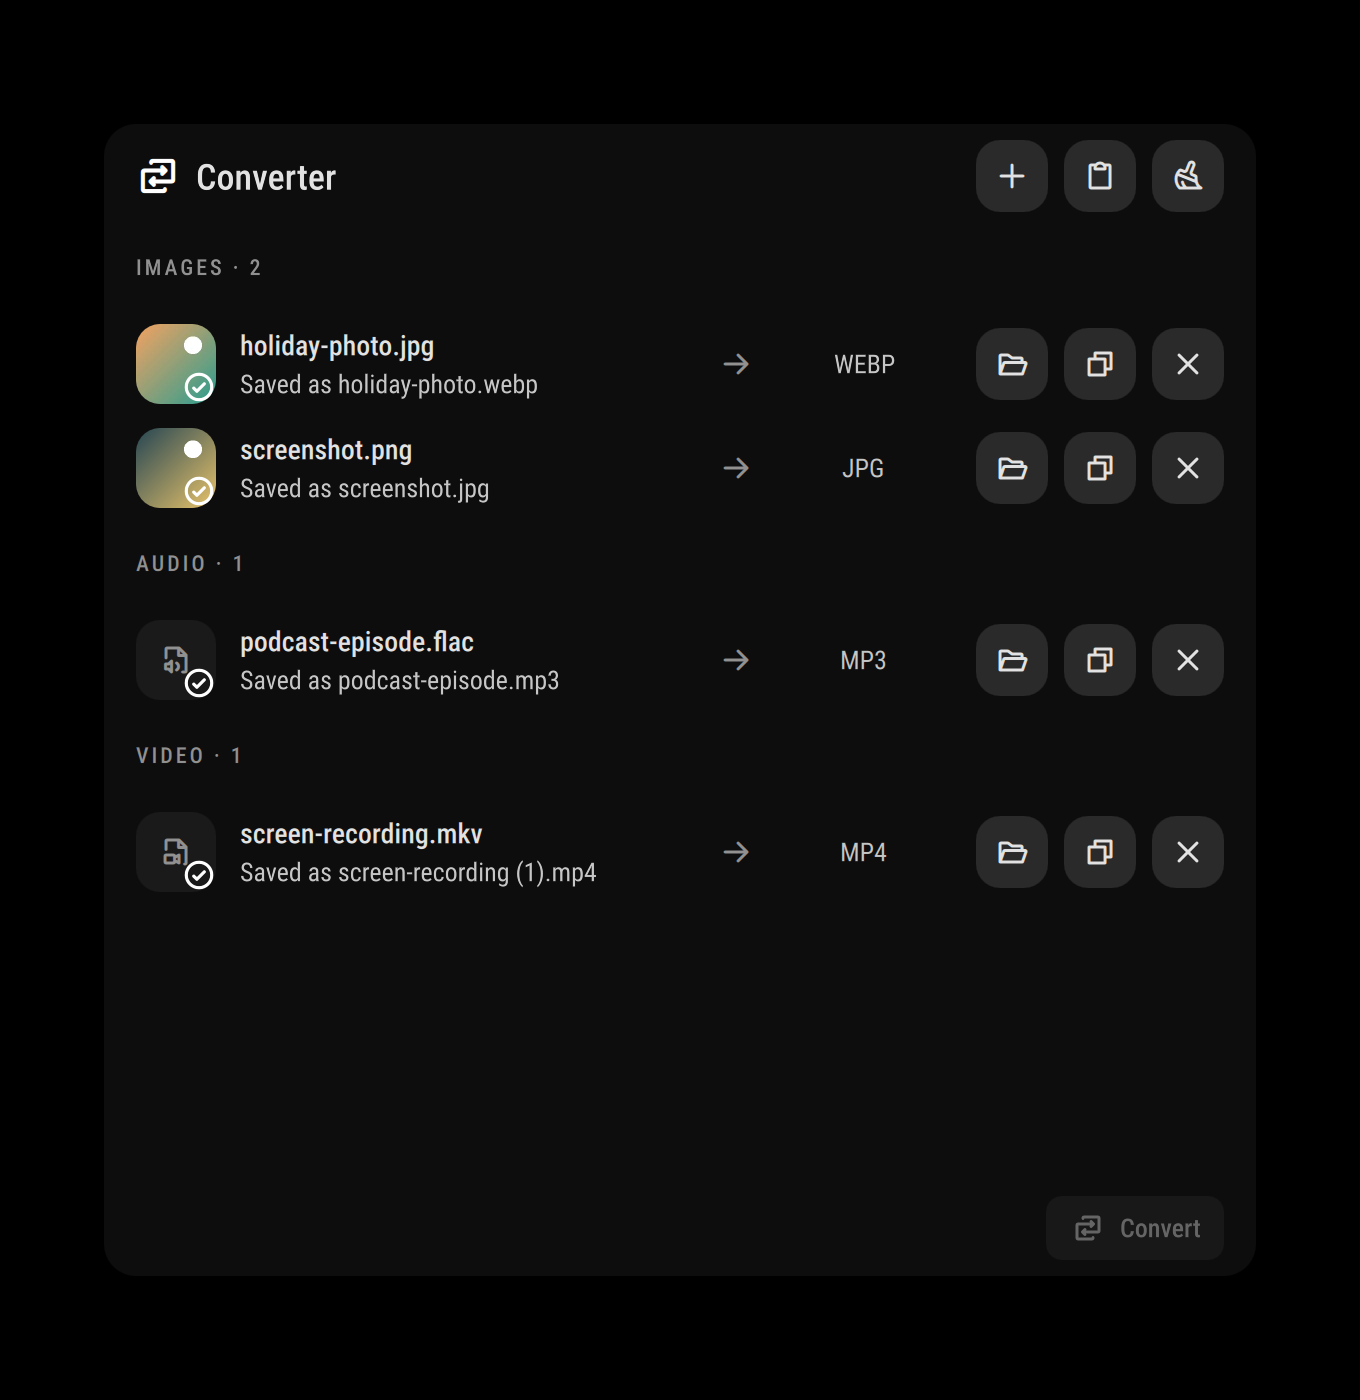 Converter
IMAGES · 2
holiday-photo.jpg
Saved as holiday-photo.webp
WEBP
screenshot.png
Saved as screenshot.jpg
JPG
AUDIO · 1
podcast-episode.flac
Saved as podcast-episode.mp3
MP3
VIDEO · 1
screen-recording.mkv
Saved as screen-recording (1).mp4
MP4
Convert